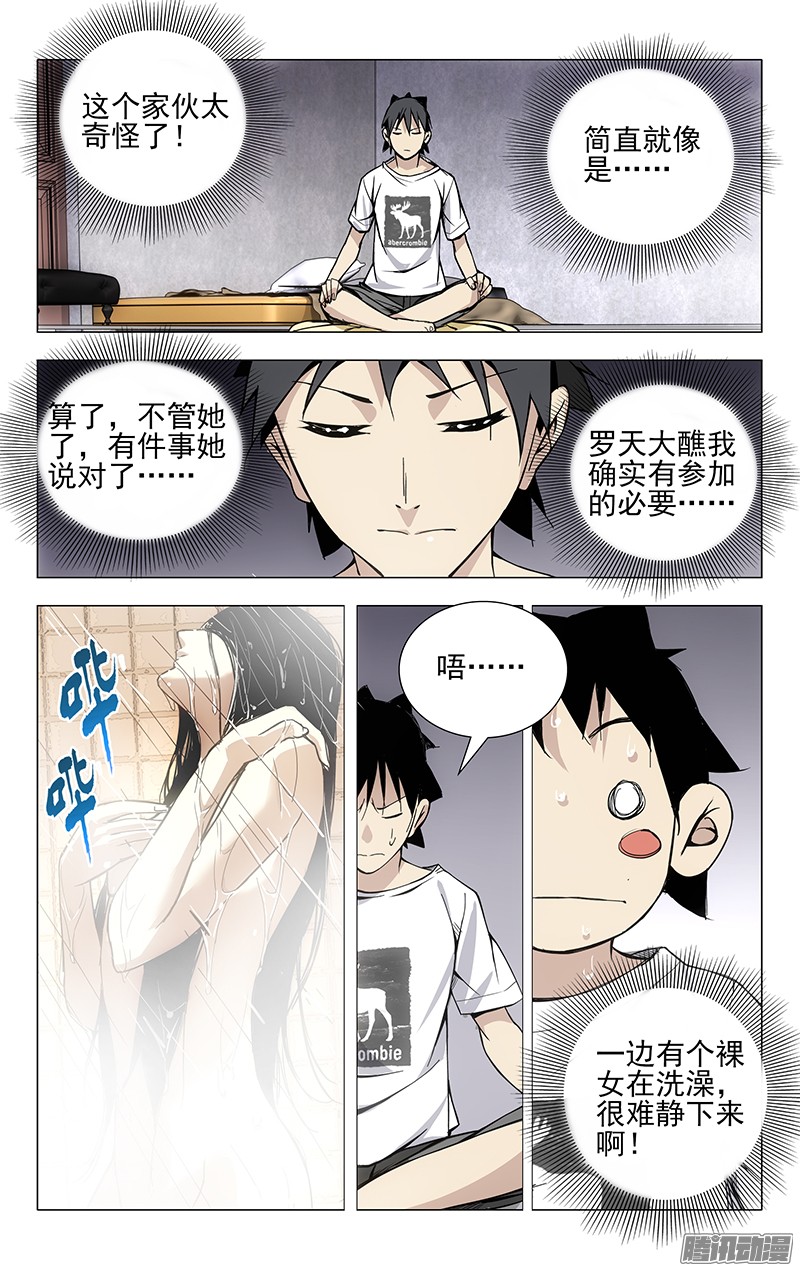 这个家伙太
奇怪了！
简直就像
是……
abercrombie
算了，不管她
了，有件事她
说对了……
罗天大醮我
确实有参加
的必要……
哗
哗
唔……
ombie
一边有个裸
女在洗澡，
很难静下来
啊！
腾讯动漫